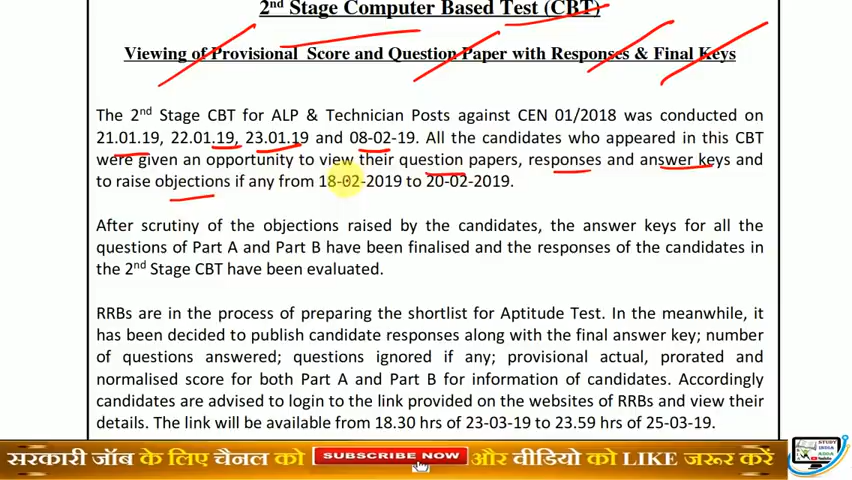 2nd Stage Computer Based Test (CBT)
Viewing of Provisional Score and Question Paper with Responses & Final Keys
The 2nd Stage CBT for ALP & Technician Posts against CEN 01/2018 was conducted on
21.01.19, 22.01.19, 23.01.19 and 08-02-19. All the candidates who appeared in this CBT
were given an opportunity to view their question papers, responses and answer keys and
to raise objections if any from 18-02-2019 to 20-02-2019.
After scrutiny of the objections raised by the candidates, the answer keys for all the
questions of Part A and Part B have been finalised and the responses of the candidates in
the 2nd Stage CBT have been evaluated.
RRBs are in the process of preparing the shortlist for Aptitude Test. In the meanwhile, it
has been decided to publish candidate responses along with the final answer key; number
of questions answered; questions ignored if any; provisional actual, prorated and
normalised score for both Part A and Part B for information of candidates. Accordingly
candidates are advised to login to the link provided on the websites of RRBs and view their
details. The link will be available from 18.30 hrs of 23-03-19 to 23.59 hrs of 25-03-19.
सरकारी जॉब के लिए चैनल को SUBSCRIBE NOW और वीडियो को LIKE जरूर करें
STUDY
INDIA
ADDA